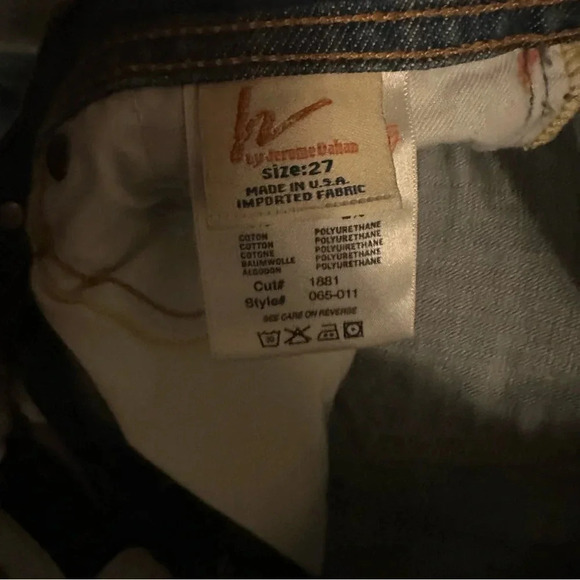 by Jerome Dahan
size:27
MADE IN U.S.A.
IMPORTED FABRIC
COTON POLYURETHANE
COTTON POLYURETHANE
COTONE POLYURETHANE
BAUMWOLLE POLYURETHANE
ALGODON POLYURETHANE
Cut# 1881
Style# 065-011
SEE CARE ON REVERSE